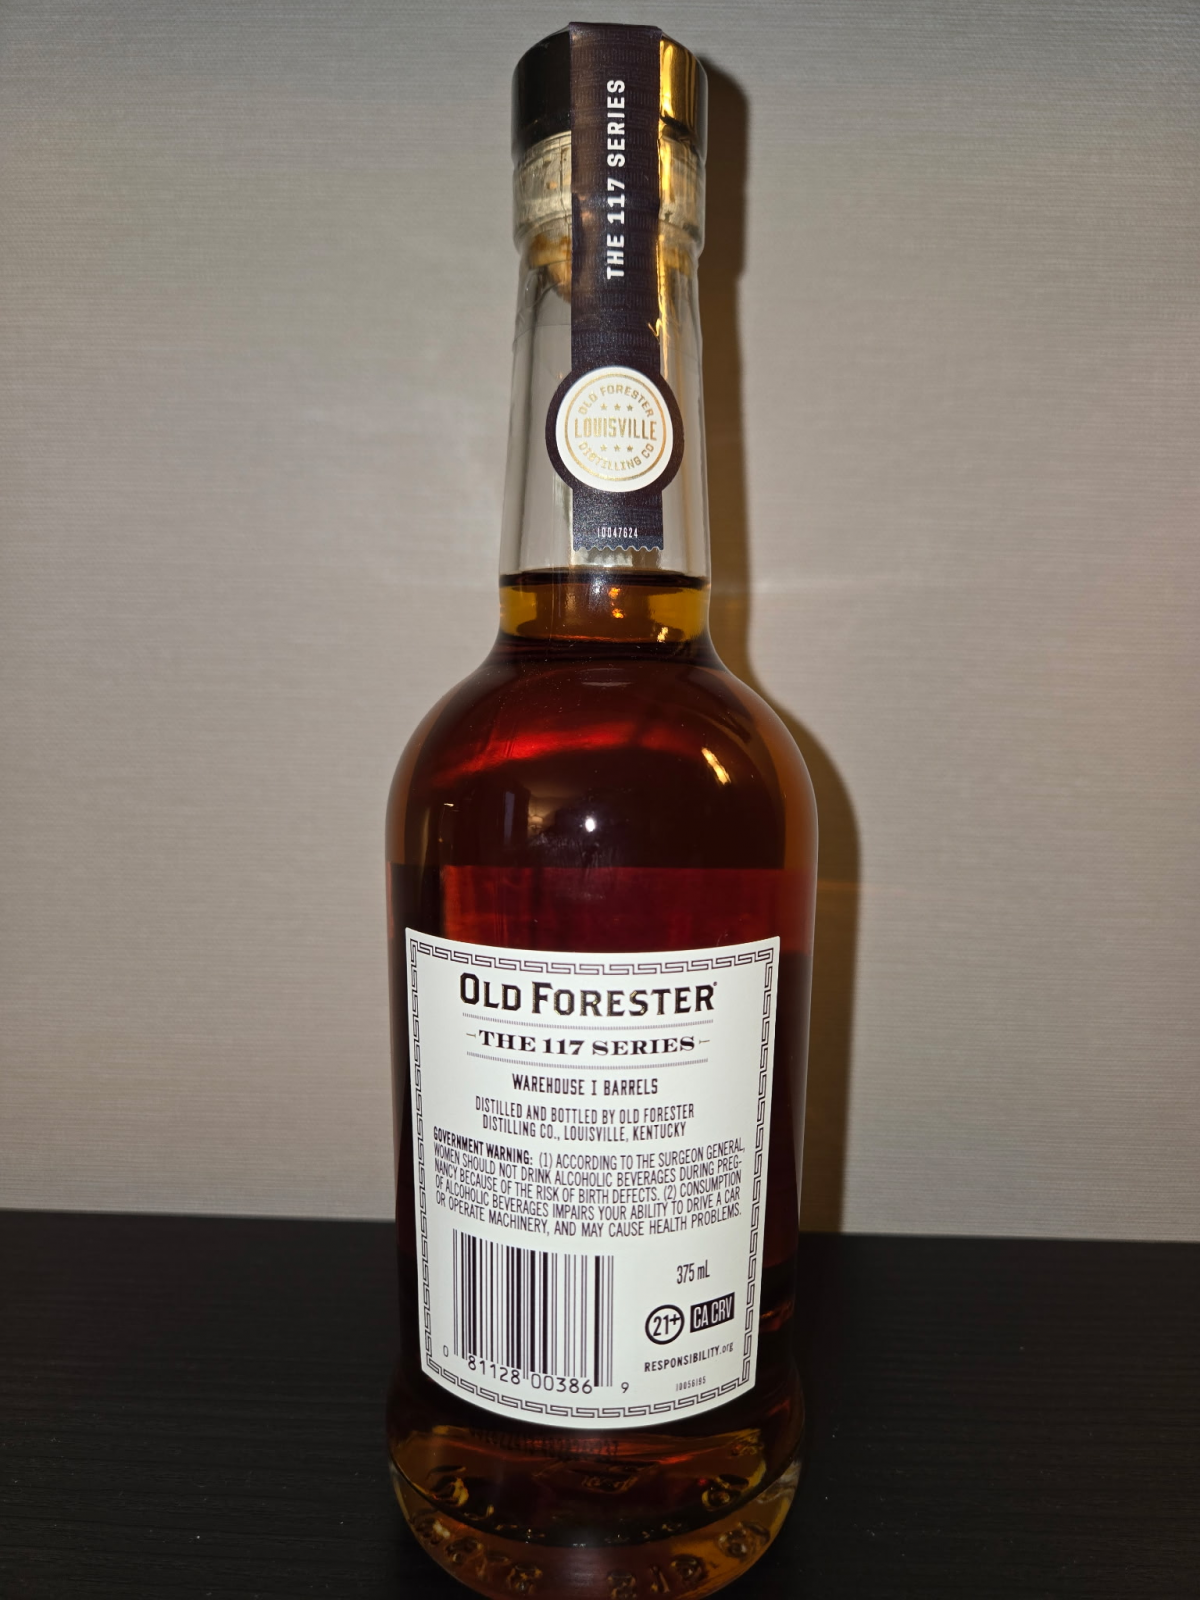 THE 117 SERIES
OLD FORESTER
LOUISVILLE
DISTILLING CO
10047624
OLD FORESTER®
THE 117 SERIES
WAREHOUSE I BARRELS
DISTILLED AND BOTTLED BY OLD FORESTER
DISTILLING CO., LOUISVILLE, KENTUCKY
GOVERNMENT WARNING: (1) ACCORDING TO THE SURGEON GENERAL,
WOMEN SHOULD NOT DRINK ALCOHOLIC BEVERAGES DURING PREG-
NANCY BECAUSE OF THE RISK OF BIRTH DEFECTS. (2) CONSUMPTION
OF ALCOHOLIC BEVERAGES IMPAIRS YOUR ABILITY TO DRIVE A CAR
OR OPERATE MACHINERY, AND MAY CAUSE HEALTH PROBLEMS.
375 mL
21+ CA CRV
RESPONSIBILITY.org
10056195
0 81128 00386 9